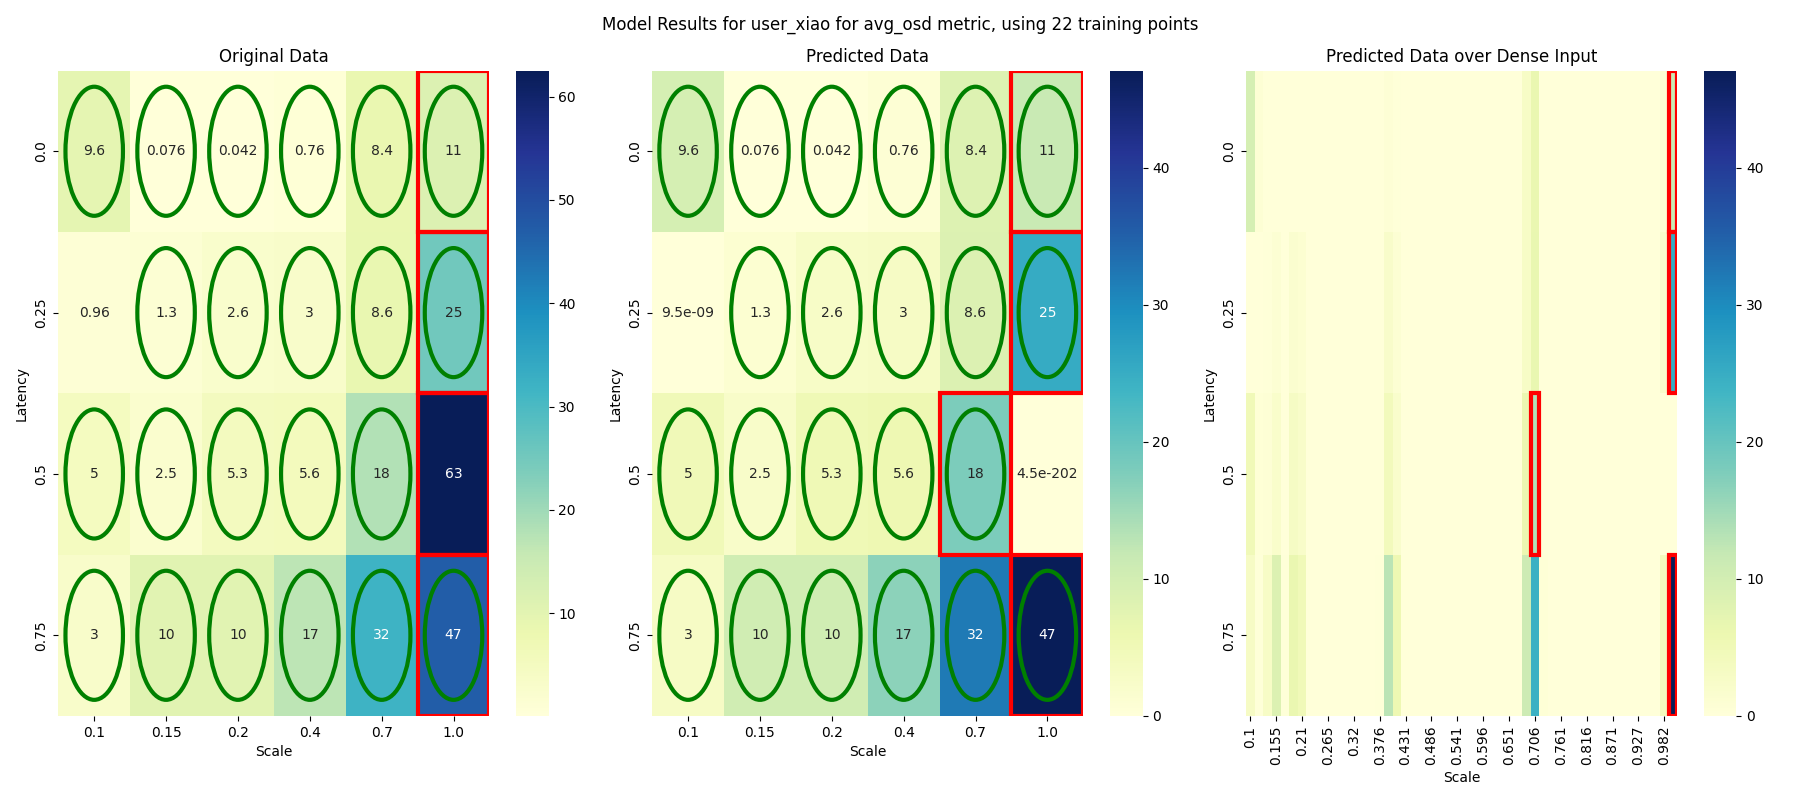 Model Results for user_xiao for avg_osd metric, using 22 training points
Original Data
Latency
0.0
0.25
0.5
0.75
9.6 0.076 0.042 0.76 8.4 11
0.96 1.3 2.6 3 8.6 25
5 2.5 5.3 5.6 18 63
3 10 10 17 32 47
0.1 0.15 0.2 0.4 0.7 1.0
Scale
60
50
40
30
20
10
Predicted Data
Latency
0.0
0.25
0.5
0.75
9.6 0.076 0.042 0.76 8.4 11
9.5e-09 1.3 2.6 3 8.6 25
5 2.5 5.3 5.6 18 4.5e-202
3 10 10 17 32 47
0.1 0.15 0.2 0.4 0.7 1.0
Scale
40
30
20
10
0
Predicted Data over Dense Input
Latency
0.0
0.25
0.5
0.75
0.1 0.155 0.21 0.265 0.32 0.376 0.431 0.486 0.541 0.596 0.651 0.706 0.761 0.816 0.871 0.927 0.982
Scale
40
30
20
10
0